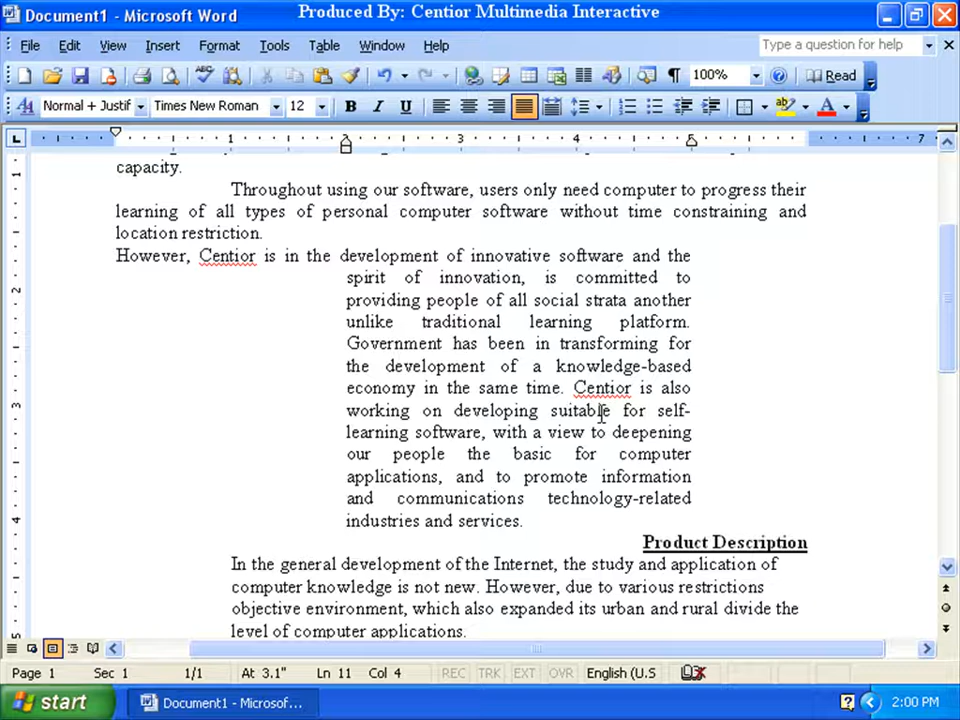 Document1 - Microsoft Word
Produced By: Centior Multimedia Interactive
File Edit View Insert Format Tools Table Window Help
Type a question for help
100% Read
Normal + Justif Times New Roman 12 B I U
L 1 2 3 4 5 7
capacity.
Throughout using our software, users only need computer to progress their
learning of all types of personal computer software without time constraining and
location restriction.
However, Centior is in the development of innovative software and the
spirit of innovation, is committed to
providing people of all social strata another
unlike traditional learning platform.
Government has been in transforming for
the development of a knowledge-based
economy in the same time. Centior is also
working on developing suitable for self-
learning software, with a view to deepening
our people the basic for computer
applications, and to promote information
and communications technology-related
industries and services.
Product Description
In the general development of the Internet, the study and application of
computer knowledge is not new. However, due to various restrictions
objective environment, which also expanded its urban and rural divide the
level of computer applications.
Page 1 Sec 1 1/1 At 3.1" Ln 11 Col 4 REC TRK EXT OVR English (U.S
start Document1 - Microsof... 2:00 PM